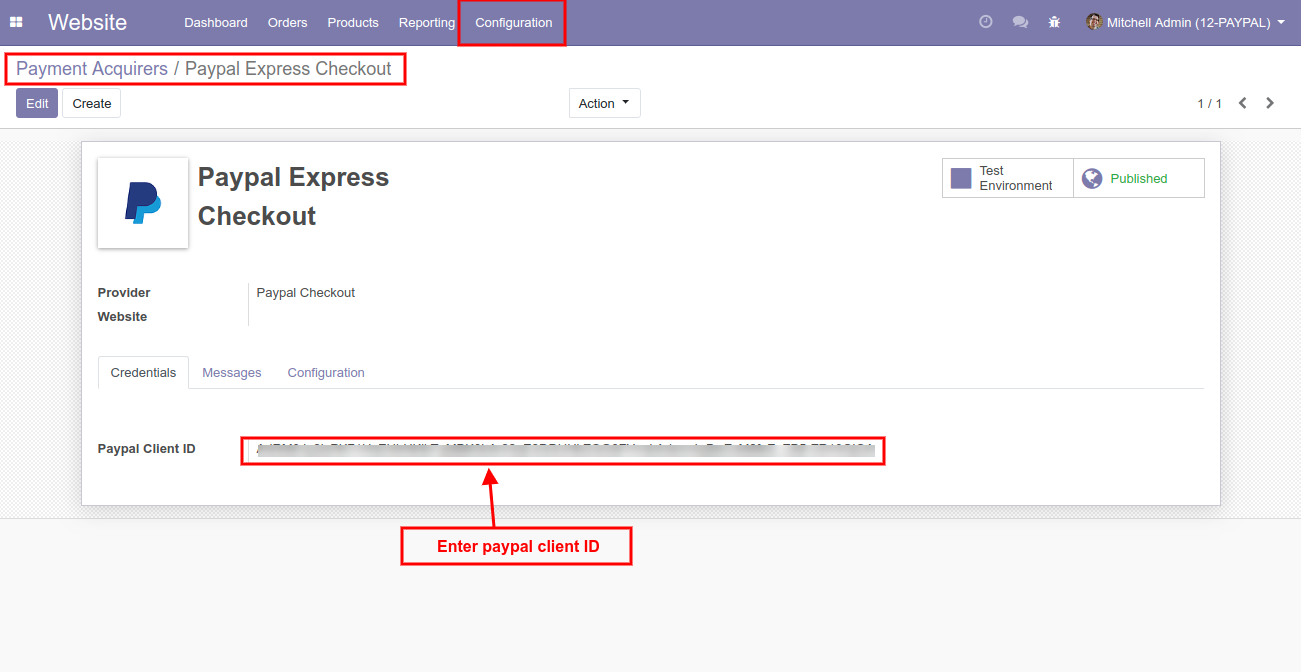 Website Dashboard Orders Products Reporting Configuration Mitchell Admin (12-PAYPAL)
Payment Acquirers / Paypal Express Checkout
Edit Create Action 1 / 1
Paypal Express
Checkout
Test
Environment
Published
Provider Paypal Checkout
Website
Credentials Messages Configuration
Paypal Client ID
Enter paypal client ID